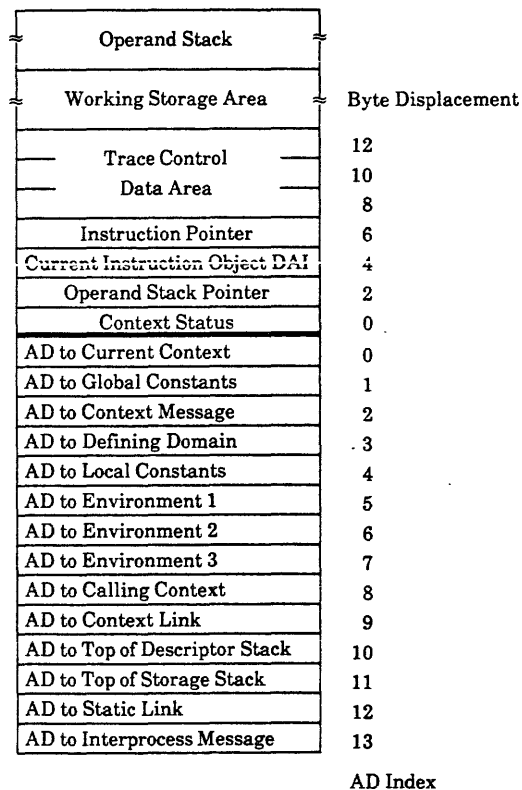 Operand Stack
Working Storage Area Byte Displacement
12
Trace Control
10
Data Area
8
Instruction Pointer 6
Current Instruction Object DAI 4
Operand Stack Pointer 2
Context Status 0
AD to Current Context 0
AD to Global Constants 1
AD to Context Message 2
AD to Defining Domain 3
AD to Local Constants 4
AD to Environment 1 5
AD to Environment 2 6
AD to Environment 3 7
AD to Calling Context 8
AD to Context Link 9
AD to Top of Descriptor Stack 10
AD to Top of Storage Stack 11
AD to Static Link 12
AD to Interprocess Message 13
AD Index